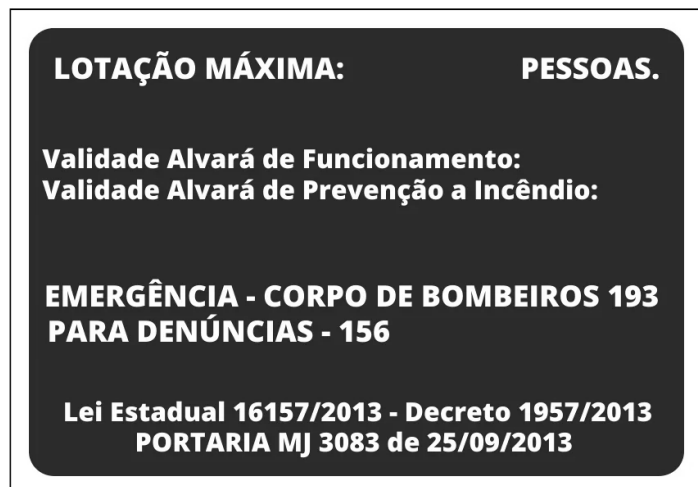 LOTAÇÃO MÁXIMA: PESSOAS.
Validade Alvará de Funcionamento:
Validade Alvará de Prevenção a Incêndio:
EMERGÊNCIA - CORPO DE BOMBEIROS 193
PARA DENÚNCIAS - 156
Lei Estadual 16157/2013 - Decreto 1957/2013
PORTARIA MJ 3083 de 25/09/2013